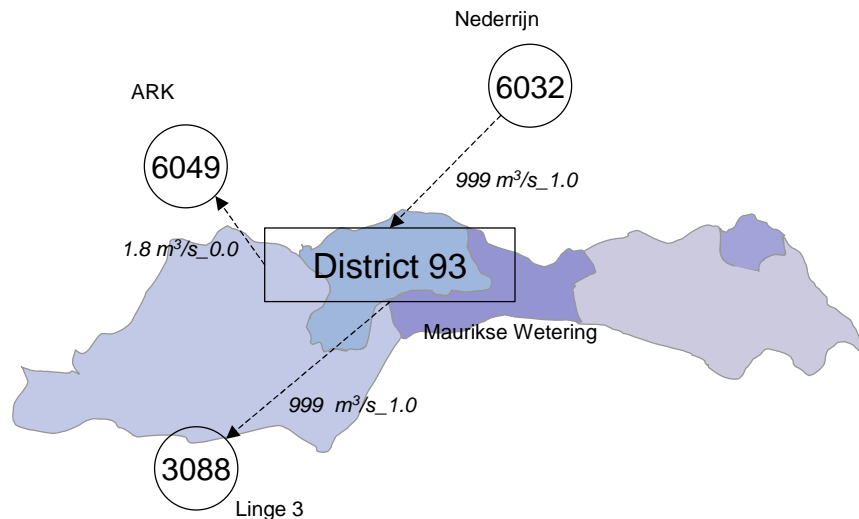 Nederrijn
6032
ARK
6049
999 m³/s_1.0
1.8 m³/s_0.0
District 93
Maurikse Wetering
999 m³/s_1.0
3088
Linge 3